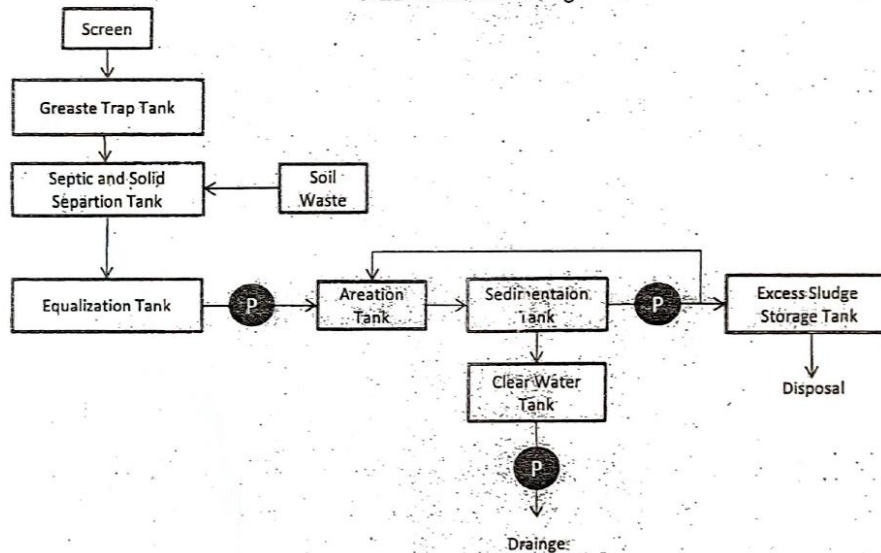 Screen
Greaste Trap Tank
Septic and Solid
Separtion Tank
Soil
Waste
Equalization Tank
P
Areation
Tank
Sedimentaion
Tank
P
Excess Sludge
Storage Tank
Clear Water
Tank
Disposal
P
Drainge